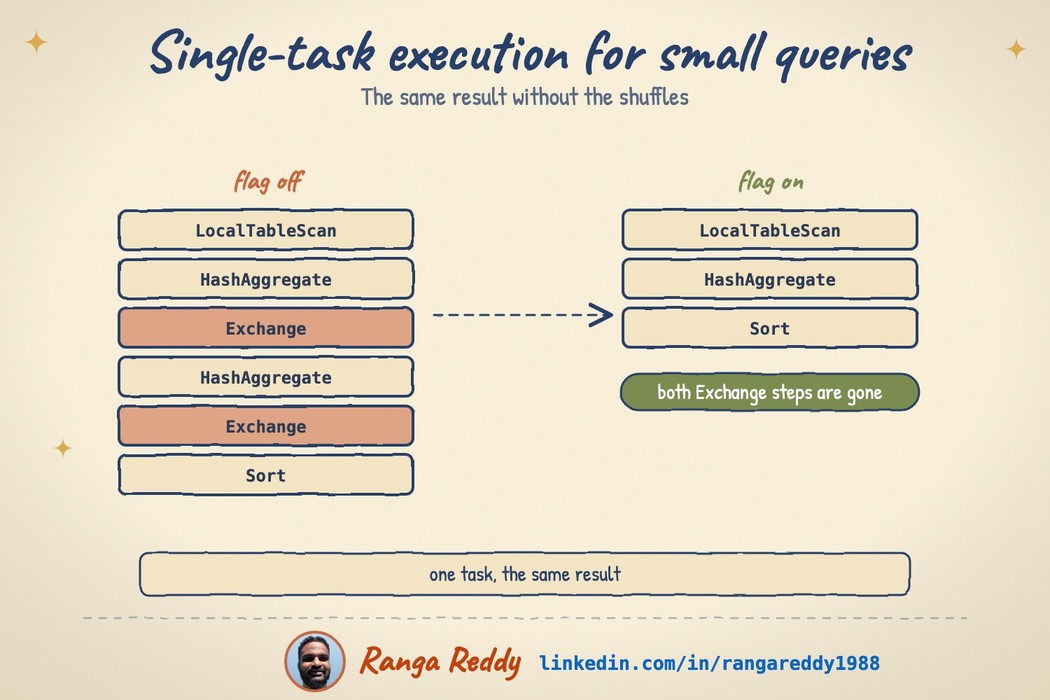 Single-task execution for small queries
The same result without the shuffles
flag off
LocalTableScan
HashAggregate
Exchange
HashAggregate
Exchange
Sort
flag on
LocalTableScan
HashAggregate
Sort
both Exchange steps are gone
one task, the same result
Ranga Reddy linkedin.com/in/rangareddy1988